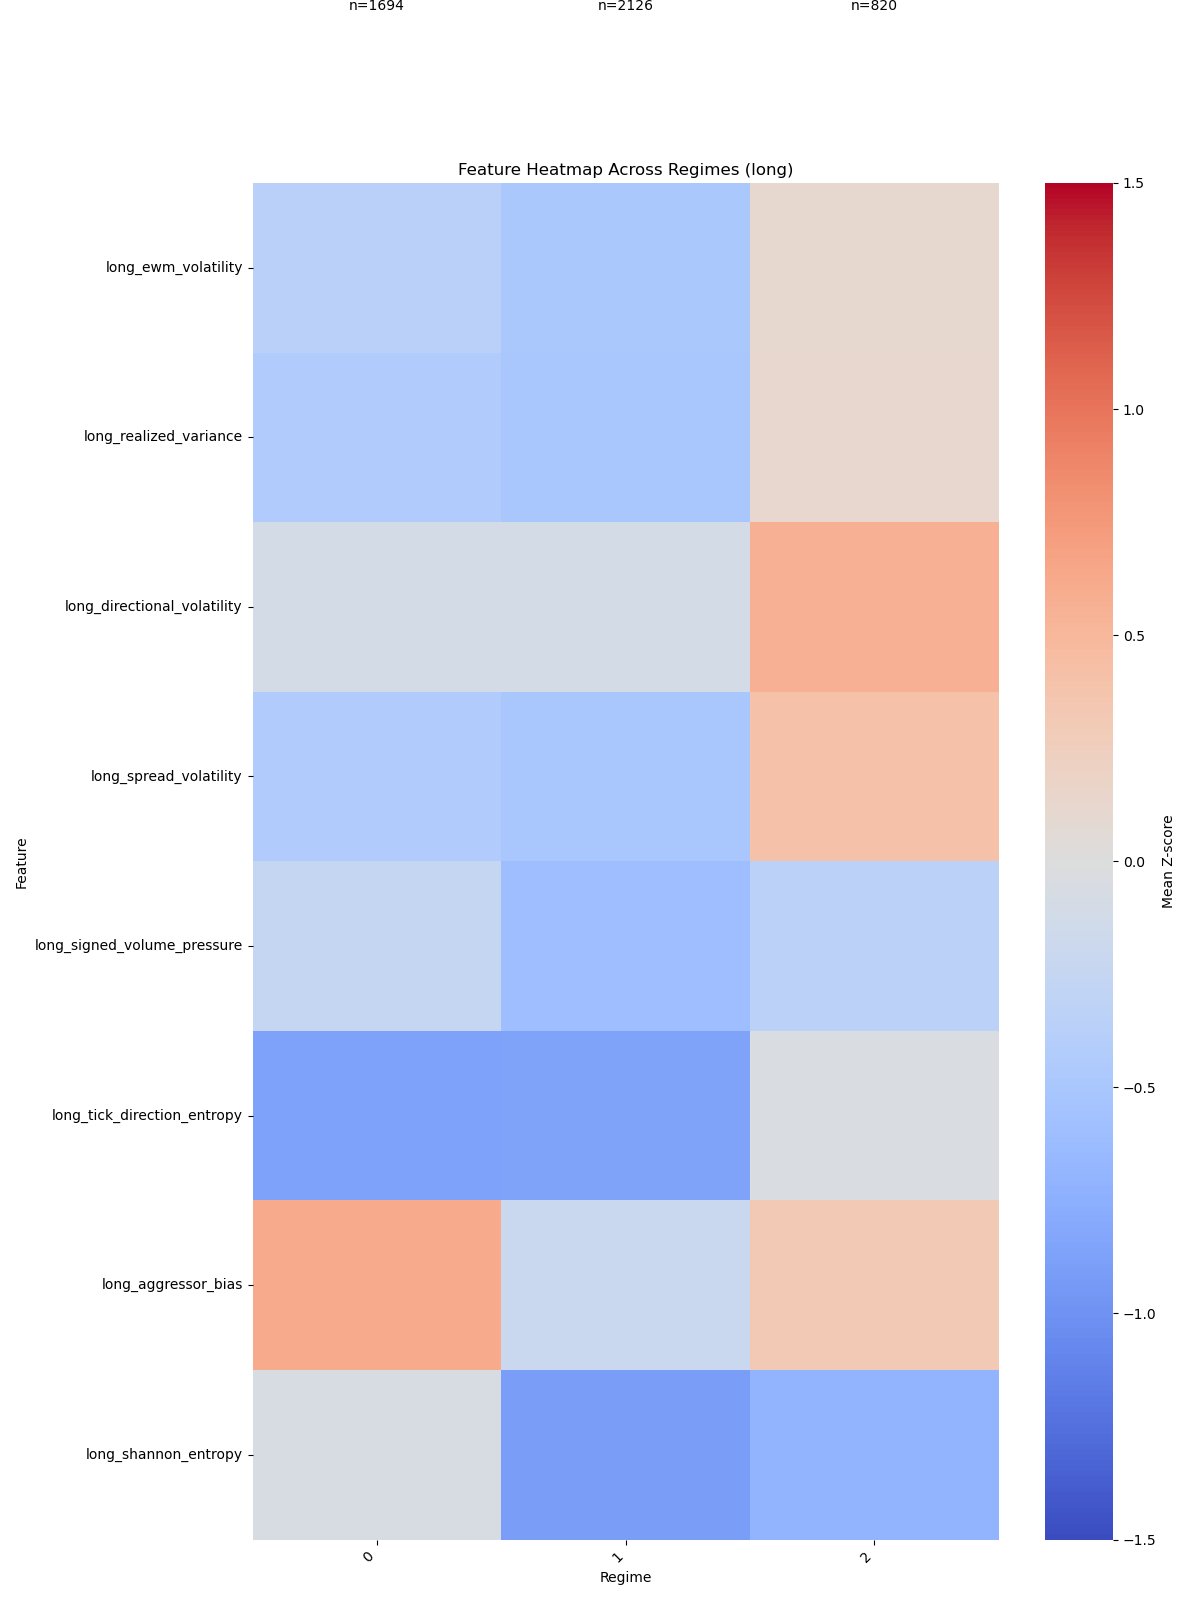 n=1694 n=2126 n=820
Feature Heatmap Across Regimes (long)
Feature
long_ewm_volatility
long_realized_variance
long_directional_volatility
long_spread_volatility
long_signed_volume_pressure
long_tick_direction_entropy
long_aggressor_bias
long_shannon_entropy
0 1 2
Regime
1.5
1.0
0.5
0.0
−0.5
−1.0
−1.5
Mean Z-score